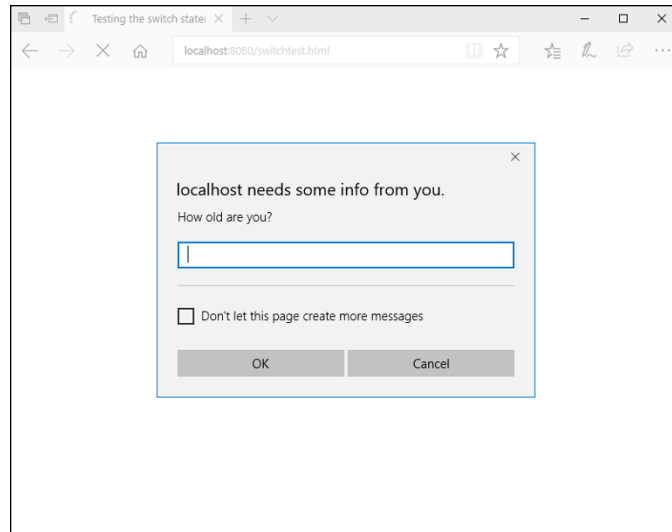 Testing the switch state
localhost:8080/switchtest.html
localhost needs some info from you.
How old are you?
Don't let this page create more messages
OK
Cancel